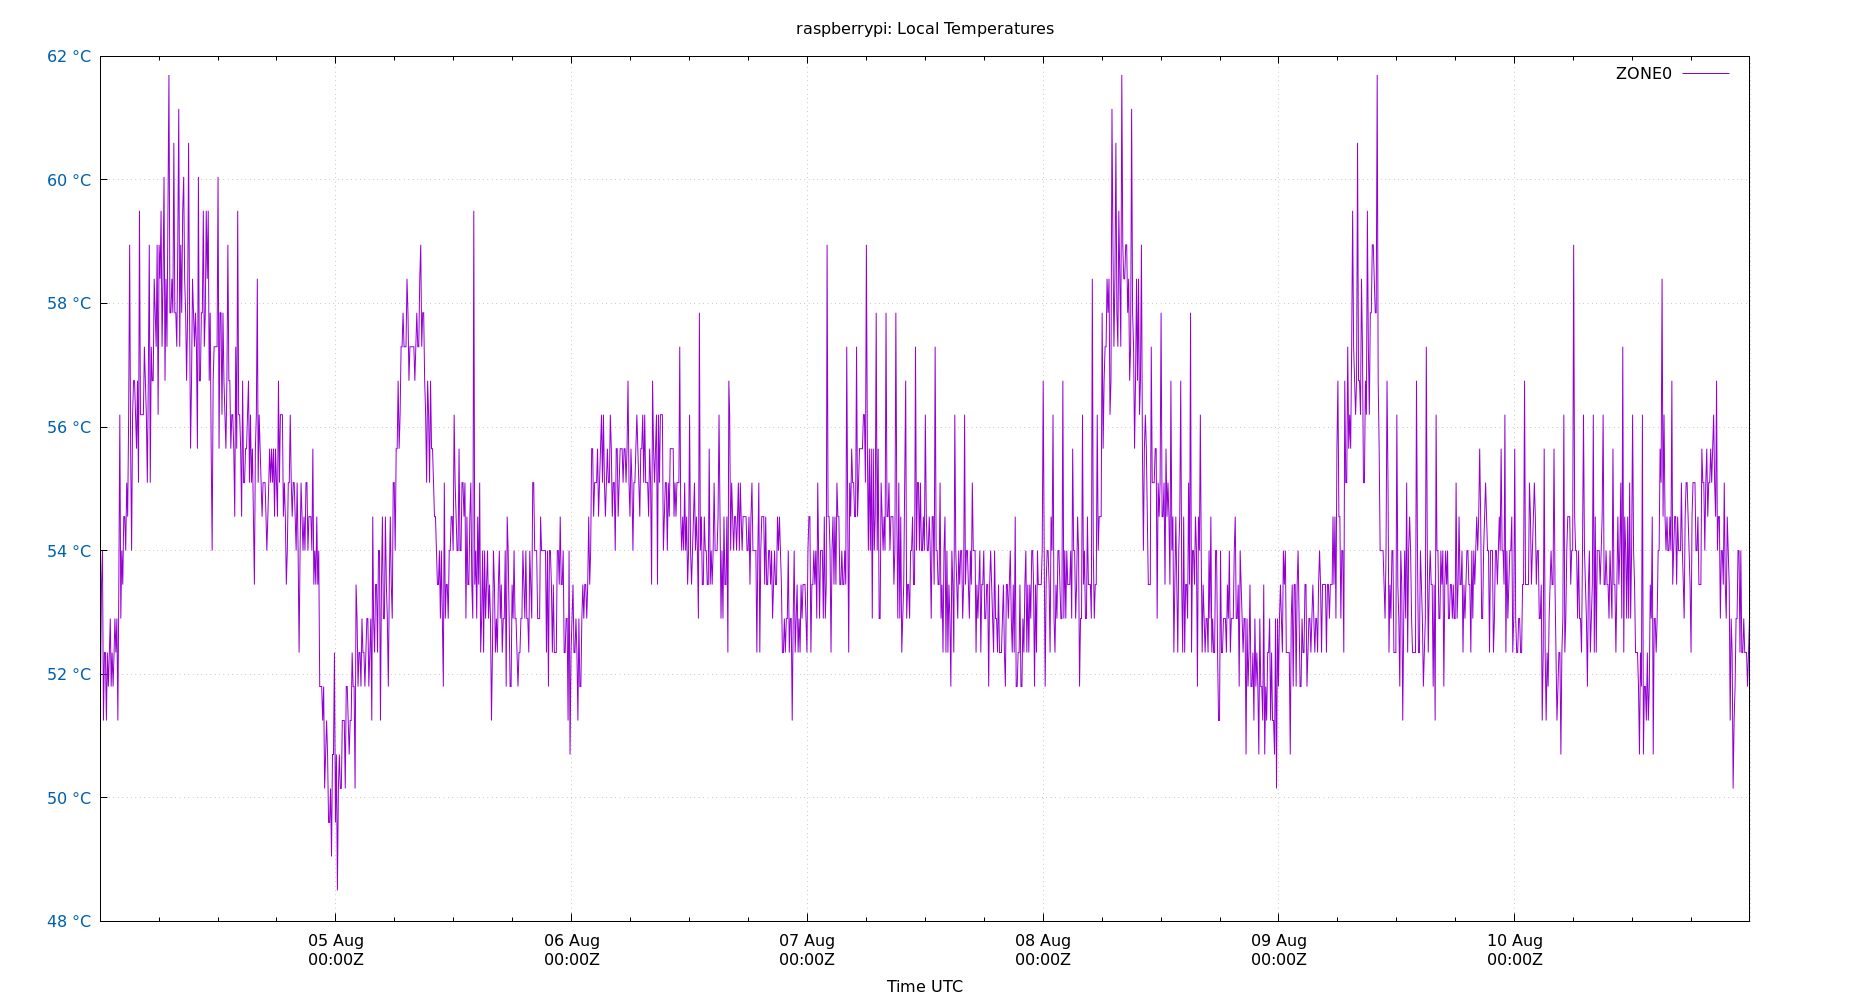 raspberrypi: Local Temperatures
ZONE0
62 °C
60 °C
58 °C
56 °C
54 °C
52 °C
50 °C
48 °C
05 Aug
00:00Z
06 Aug
00:00Z
07 Aug
00:00Z
08 Aug
00:00Z
09 Aug
00:00Z
10 Aug
00:00Z
Time UTC